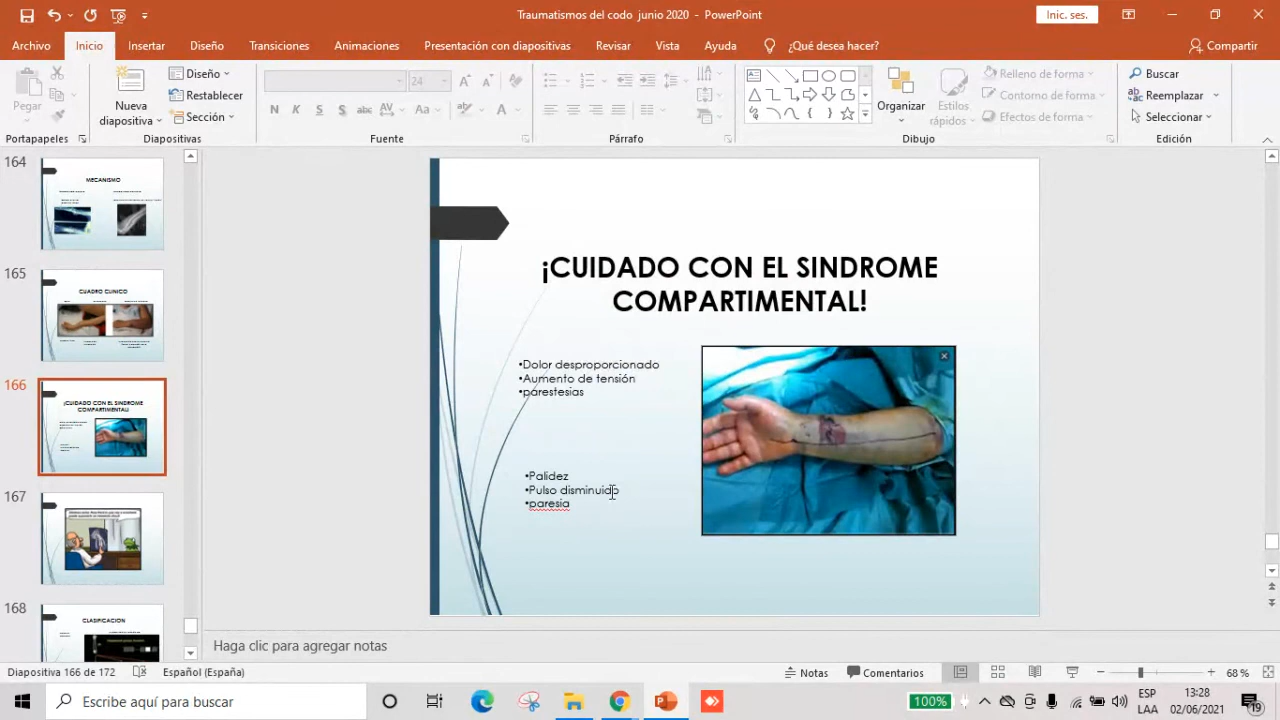 Traumatismos del codo junio 2020 - PowerPoint
Inic. ses.
Archivo Inicio Insertar Diseño Transiciones Animaciones Presentación con diapositivas Revisar Vista Ayuda ¿Qué desea hacer? Compartir
Pegar
Nueva diapositiva
Diseño
Restablecer
Sección
24
N K S S abc AV Aa A
Organizar
Estilos rápidos
Relleno de forma
Contorno de forma
Efectos de forma
Buscar
Reemplazar
Seleccionar
Portapapeles Diapositivas Fuente Párrafo Dibujo Edición
164
MECANISMO
165
CUADRO CLINICO
166
¡CUIDADO CON EL SINDROME
COMPARTIMENTAL!
167
168
CLASIFICACION
¡CUIDADO CON EL SINDROME
COMPARTIMENTAL!
•Dolor desproporcionado
•Aumento de tensión
•parestesias
•Palidez
•Pulso disminuido
•paresia
Haga clic para agregar notas
Diapositiva 166 de 172 Español (España) Notas Comentarios 68 %
Escribe aquí para buscar
100%
ESP
LAA
13:28
02/06/2021
19